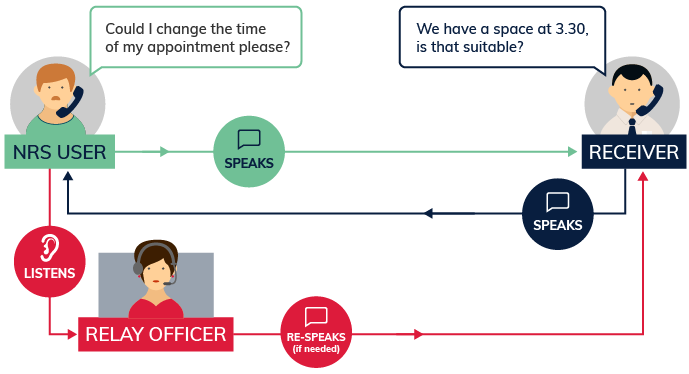 Could I change the time
of my appointment please?
We have a space at 3.30,
is that suitable?
NRS USER
SPEAKS
RECEIVER
SPEAKS
LISTENS
RELAY OFFICER
RE-SPEAKS
(if needed)